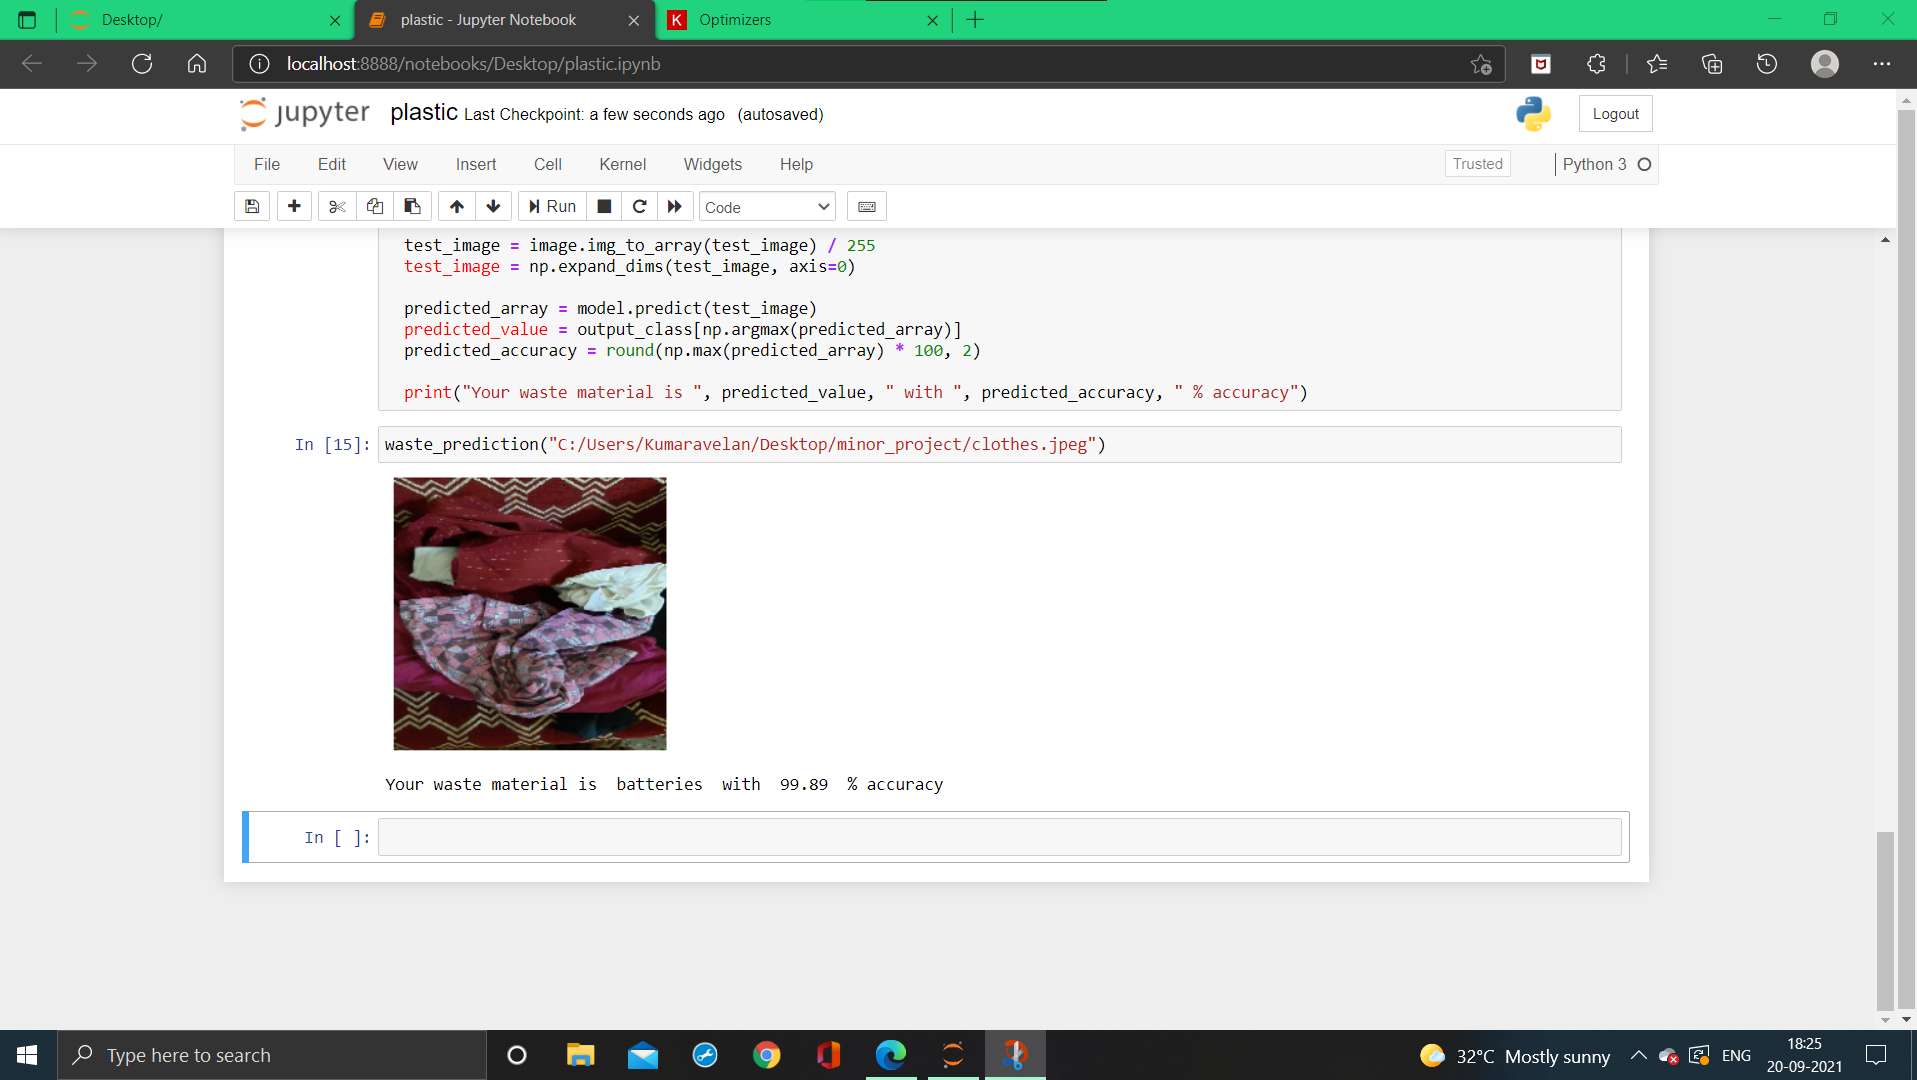 Desktop/
plastic - Jupyter Notebook
K Optimizers
localhost:8888/notebooks/Desktop/plastic.ipynb
jupyter plastic Last Checkpoint: a few seconds ago (autosaved)
Logout
File Edit View Insert Cell Kernel Widgets Help
Trusted
Python 3
Run
Code
test_image = image.img_to_array(test_image) / 255
test_image = np.expand_dims(test_image, axis=0)
predicted_array = model.predict(test_image)
predicted_value = output_class[np.argmax(predicted_array)]
predicted_accuracy = round(np.max(predicted_array) * 100, 2)
print("Your waste material is ", predicted_value, " with ", predicted_accuracy, " % accuracy")
In [15]: waste_prediction("C:/Users/Kumaravelan/Desktop/minor_project/clothes.jpeg")
Your waste material is  batteries  with  99.89  % accuracy
In [ ]:
Type here to search
32°C Mostly sunny
ENG
18:25
20-09-2021